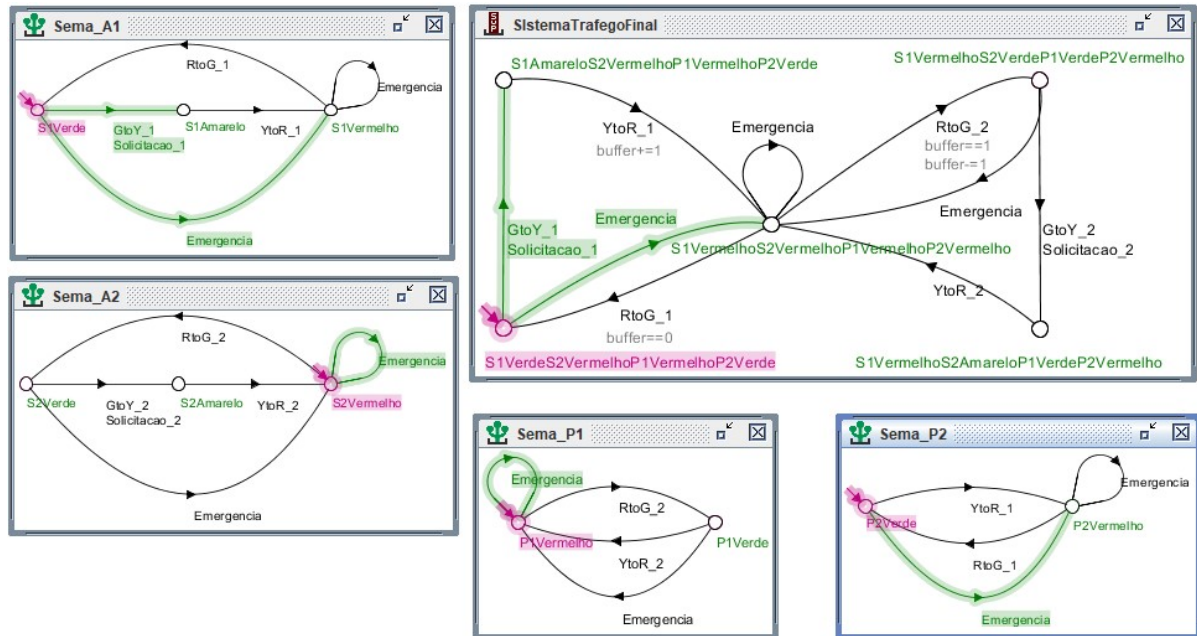 Sema_A1
RtoG_1
Emergencia
S1Verde
GtoY_1
Solicitacao_1
S1Amarelo
YtoR_1
S1Vermelho
Emergencia
SIstemaTrafegoFinal
S1AmareloS2VermelhoP1VermelhoP2Verde
S1VermelhoS2VerdeP1VerdeP2Vermelho
YtoR_1
buffer+=1
Emergencia
RtoG_2
buffer==1
buffer-=1
Emergencia
Emergencia
GtoY_1
Solicitacao_1
S1VermelhoS2VermelhoP1VermelhoP2Vermelho
GtoY_2
Solicitacao_2
YtoR_2
RtoG_1
buffer==0
S1VerdeS2VermelhoP1VermelhoP2Verde
S1VermelhoS2AmareloP1VerdeP2Vermelho
Sema_A2
RtoG_2
Emergencia
S2Verde
GtoY_2
Solicitacao_2
S2Amarelo
YtoR_2
S2Vermelho
Emergencia
Sema_P1
Emergencia
RtoG_2
P1Vermelho
P1Verde
YtoR_2
Emergencia
Sema_P2
Emergencia
YtoR_1
P2Verde
P2Vermelho
RtoG_1
Emergencia